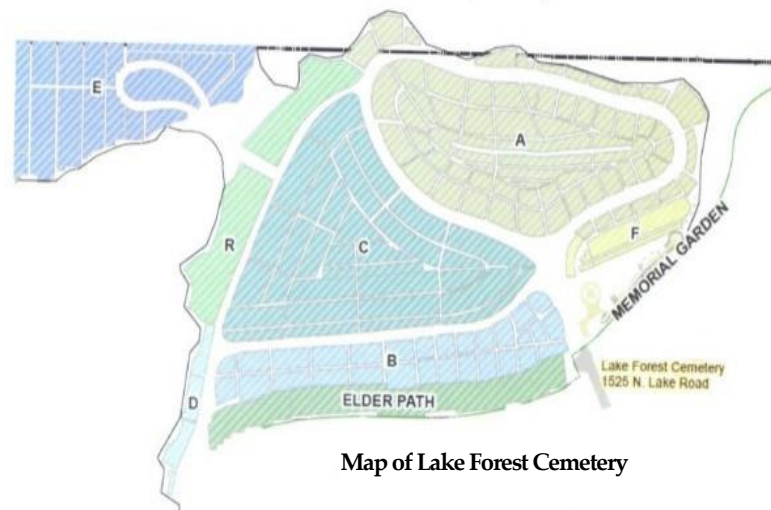 E
A
F
R
C
MEMORIAL GARDEN
B
Lake Forest Cemetery
1525 N. Lake Road
D
ELDER PATH
Map of Lake Forest Cemetery